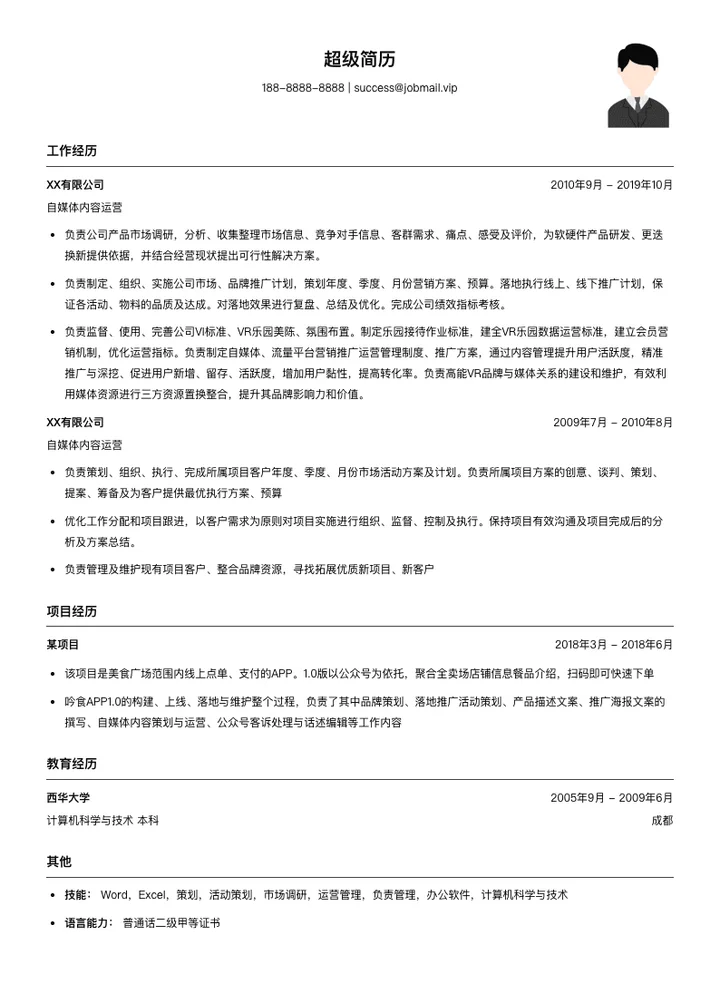 超级简历
188-8888-8888 | success@jobmail.vip
工作经历
XX有限公司 2010年9月 – 2019年10月
自媒体内容运营
• 负责公司产品市场调研，分析、收集整理市场信息、竞争对手信息、客群需求、痛点、感受及评价，为软硬件产品研发、更迭
换新提供依据，并结合经营现状提出可行性解决方案。
• 负责制定、组织、实施公司市场、品牌推广计划，策划年度、季度、月份营销方案、预算。落地执行线上、线下推广计划，保
证各活动、物料的品质及达成。对落地效果进行复盘、总结及优化。完成公司绩效指标考核。
• 负责监督、使用、完善公司VI标准、VR乐园美陈、氛围布置。制定乐园接待作业标准，建全VR乐园数据运营标准，建立会员营
销机制，优化运营指标。负责制定自媒体、流量平台营销推广运营管理制度、推广方案，通过内容管理提升用户活跃度，精准
推广与深挖、促进用户新增、留存、活跃度，增加用户黏性，提高转化率。负责高能VR品牌与媒体关系的建设和维护，有效利
用媒体资源进行三方资源置换整合，提升其品牌影响力和价值。
XX有限公司 2009年7月 – 2010年8月
自媒体内容运营
• 负责策划、组织、执行、完成所属项目客户年度、季度、月份市场活动方案及计划。负责所属项目方案的创意、谈判、策划、
提案、筹备及为客户提供最优执行方案、预算
• 优化工作分配和项目跟进，以客户需求为原则对项目实施进行组织、监督、控制及执行。保持项目有效沟通及项目完成后的分
析及方案总结。
• 负责管理及维护现有项目客户、整合品牌资源，寻找拓展优质新项目、新客户
项目经历
某项目 2018年3月 – 2018年6月
• 该项目是美食广场范围内线上点单、支付的APP。1.0版以公众号为依托，聚合全卖场店铺信息餐品介绍，扫码即可快速下单
• 吟食APP1.0的构建、上线、落地与维护整个过程，负责了其中品牌策划、落地推广活动策划、产品描述文案、推广海报文案的
撰写、自媒体内容策划与运营、公众号客诉处理与话述编辑等工作内容
教育经历
西华大学 2005年9月 – 2009年6月
计算机科学与技术 本科 成都
其他
• 技能： Word，Excel，策划，活动策划，市场调研，运营管理，负责管理，办公软件，计算机科学与技术
• 语言能力： 普通话二级甲等证书